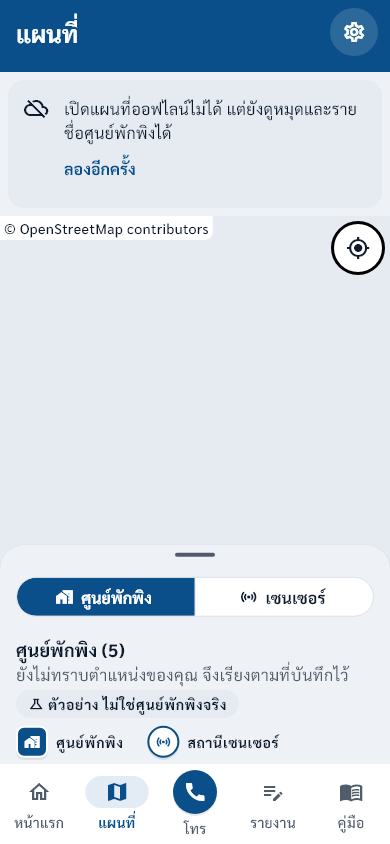 แผนที่
เปิดแผนที่ออฟไลน์ไม่ได้ แต่ยังดูหมุดและราย
ชื่อศูนย์พักพิงได้
ลองอีกครั้ง
© OpenStreetMap contributors
ศูนย์พักพิง
เซนเซอร์
ศูนย์พักพิง (5)
ยังไม่ทราบตำแหน่งของคุณ จึงเรียงตามที่บันทึกไว้
ตัวอย่าง ไม่ใช่ศูนย์พักพิงจริง
ศูนย์พักพิง
สถานีเซนเซอร์
หน้าแรก
แผนที่
โทร
รายงาน
คู่มือ